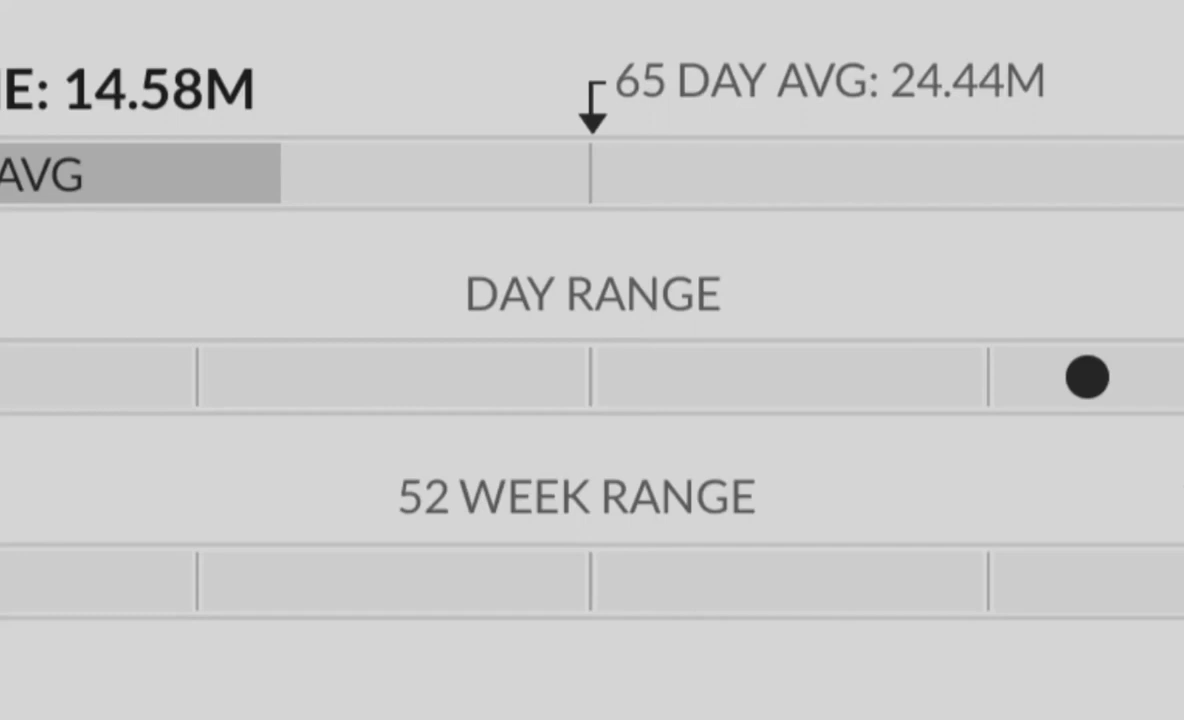 E: 14.58M
65 DAY AVG: 24.44M
AVG
DAY RANGE
52 WEEK RANGE